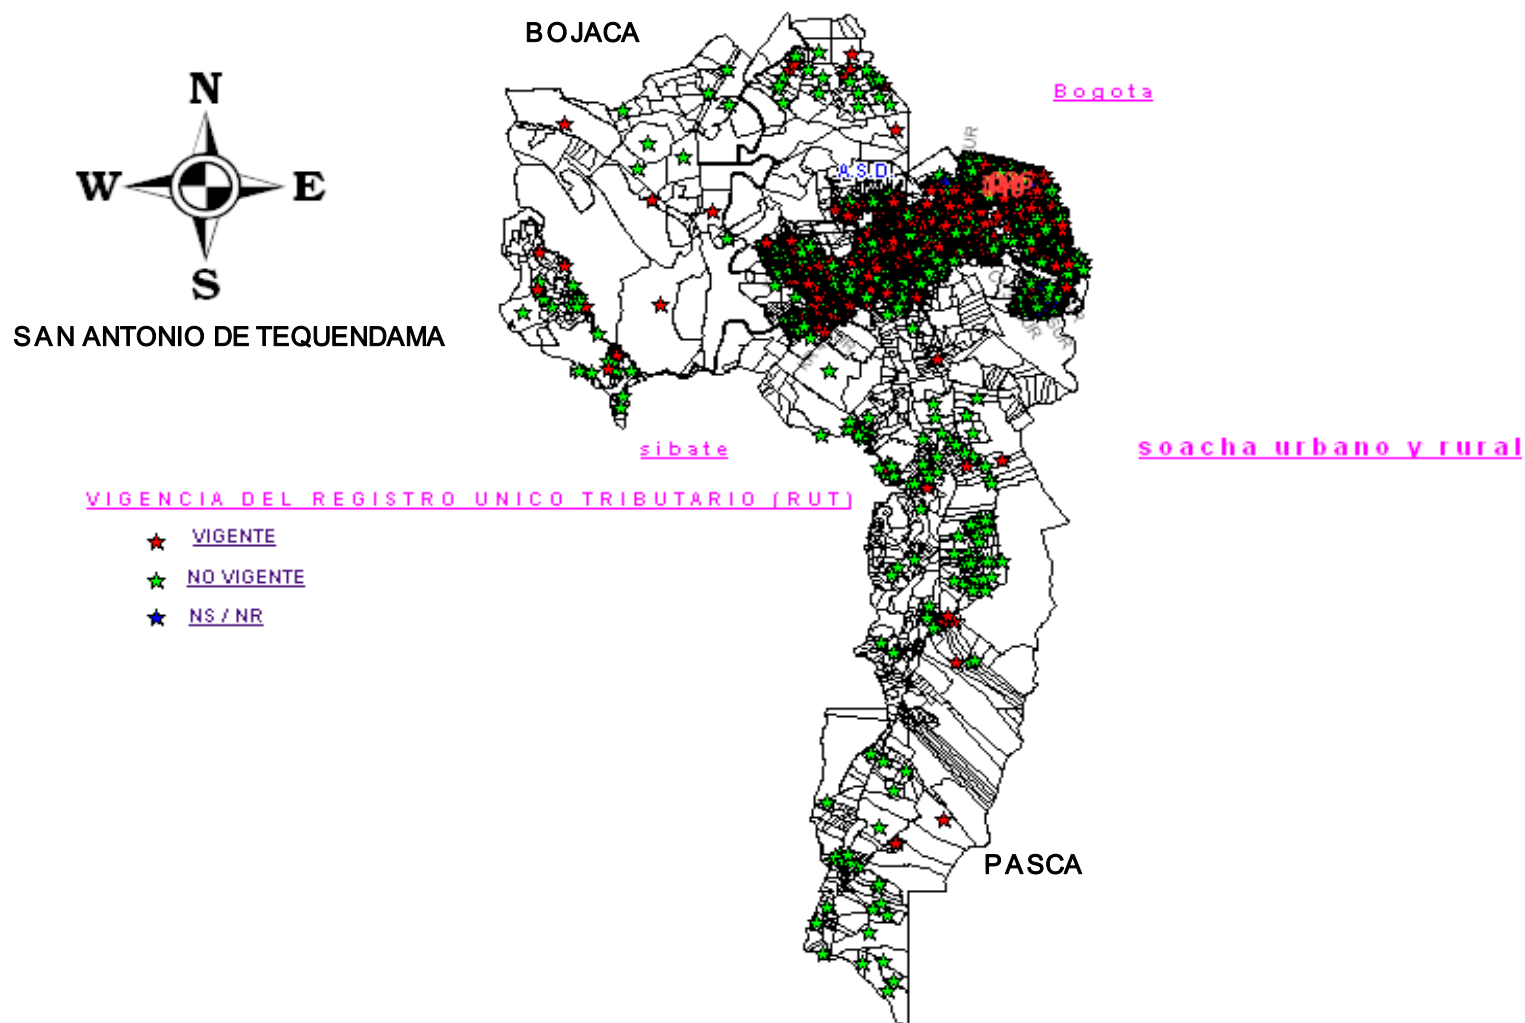 BOJACA
Bogota
N
W E
S
A.S.D.
UR
SAN ANTONIO DE TEQUENDAMA
sibate
soacha urbano y rural
VIGENCIA DEL REGISTRO UNICO TRIBUTARIO (RUT)
VIGENTE
NO VIGENTE
NS / NR
PASCA